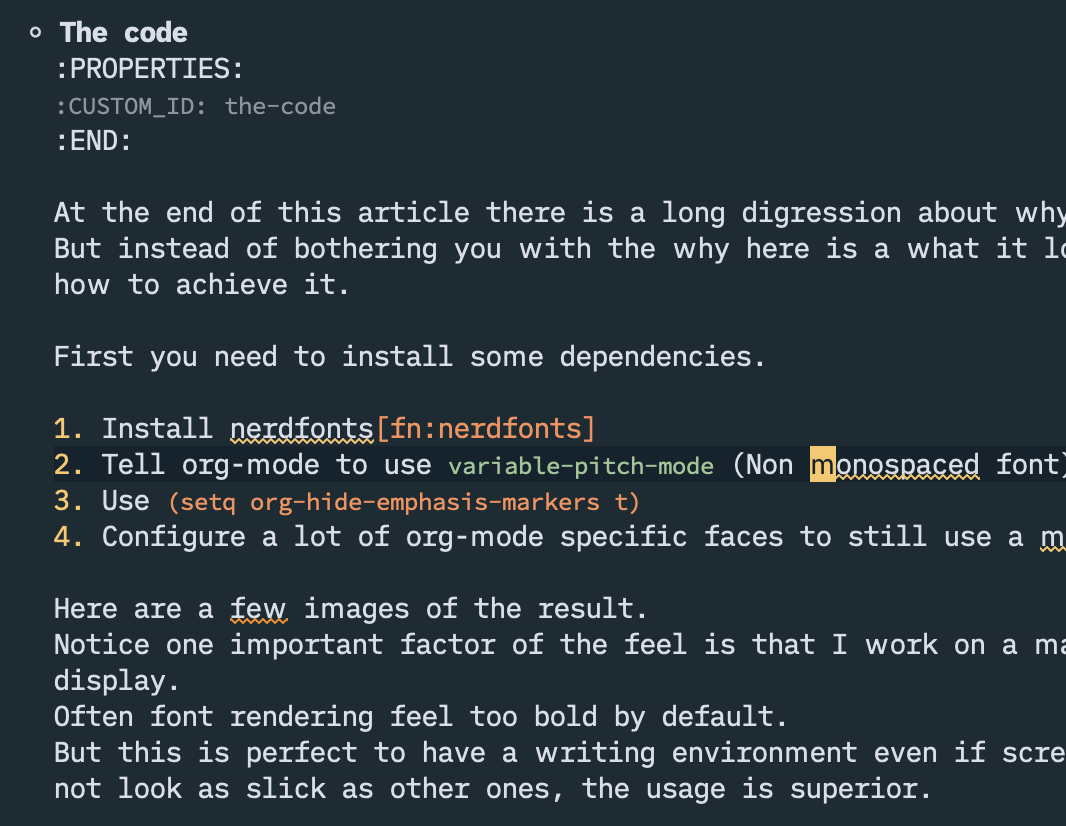 The code
:PROPERTIES:
:CUSTOM_ID: the-code
:END:
At the end of this article there is a long digression about why
But instead of bothering you with the why here is a what it
how to achieve it.
First you need to install some dependencies.
1. Install nerdfonts[fn:nerdfonts]
2. Tell org-mode to use variable-pitch-mode (Non monospaced font)
3. Use (setq org-hide-emphasis-markers t)
4. Configure a lot of org-mode specific faces to still use a
Here are a few images of the result.
Notice one important factor of the feel is that I work on a
display.
Often font rendering feel too bold by default.
But this is perfect to have a writing environment even if
not look as slick as other ones, the usage is superior.